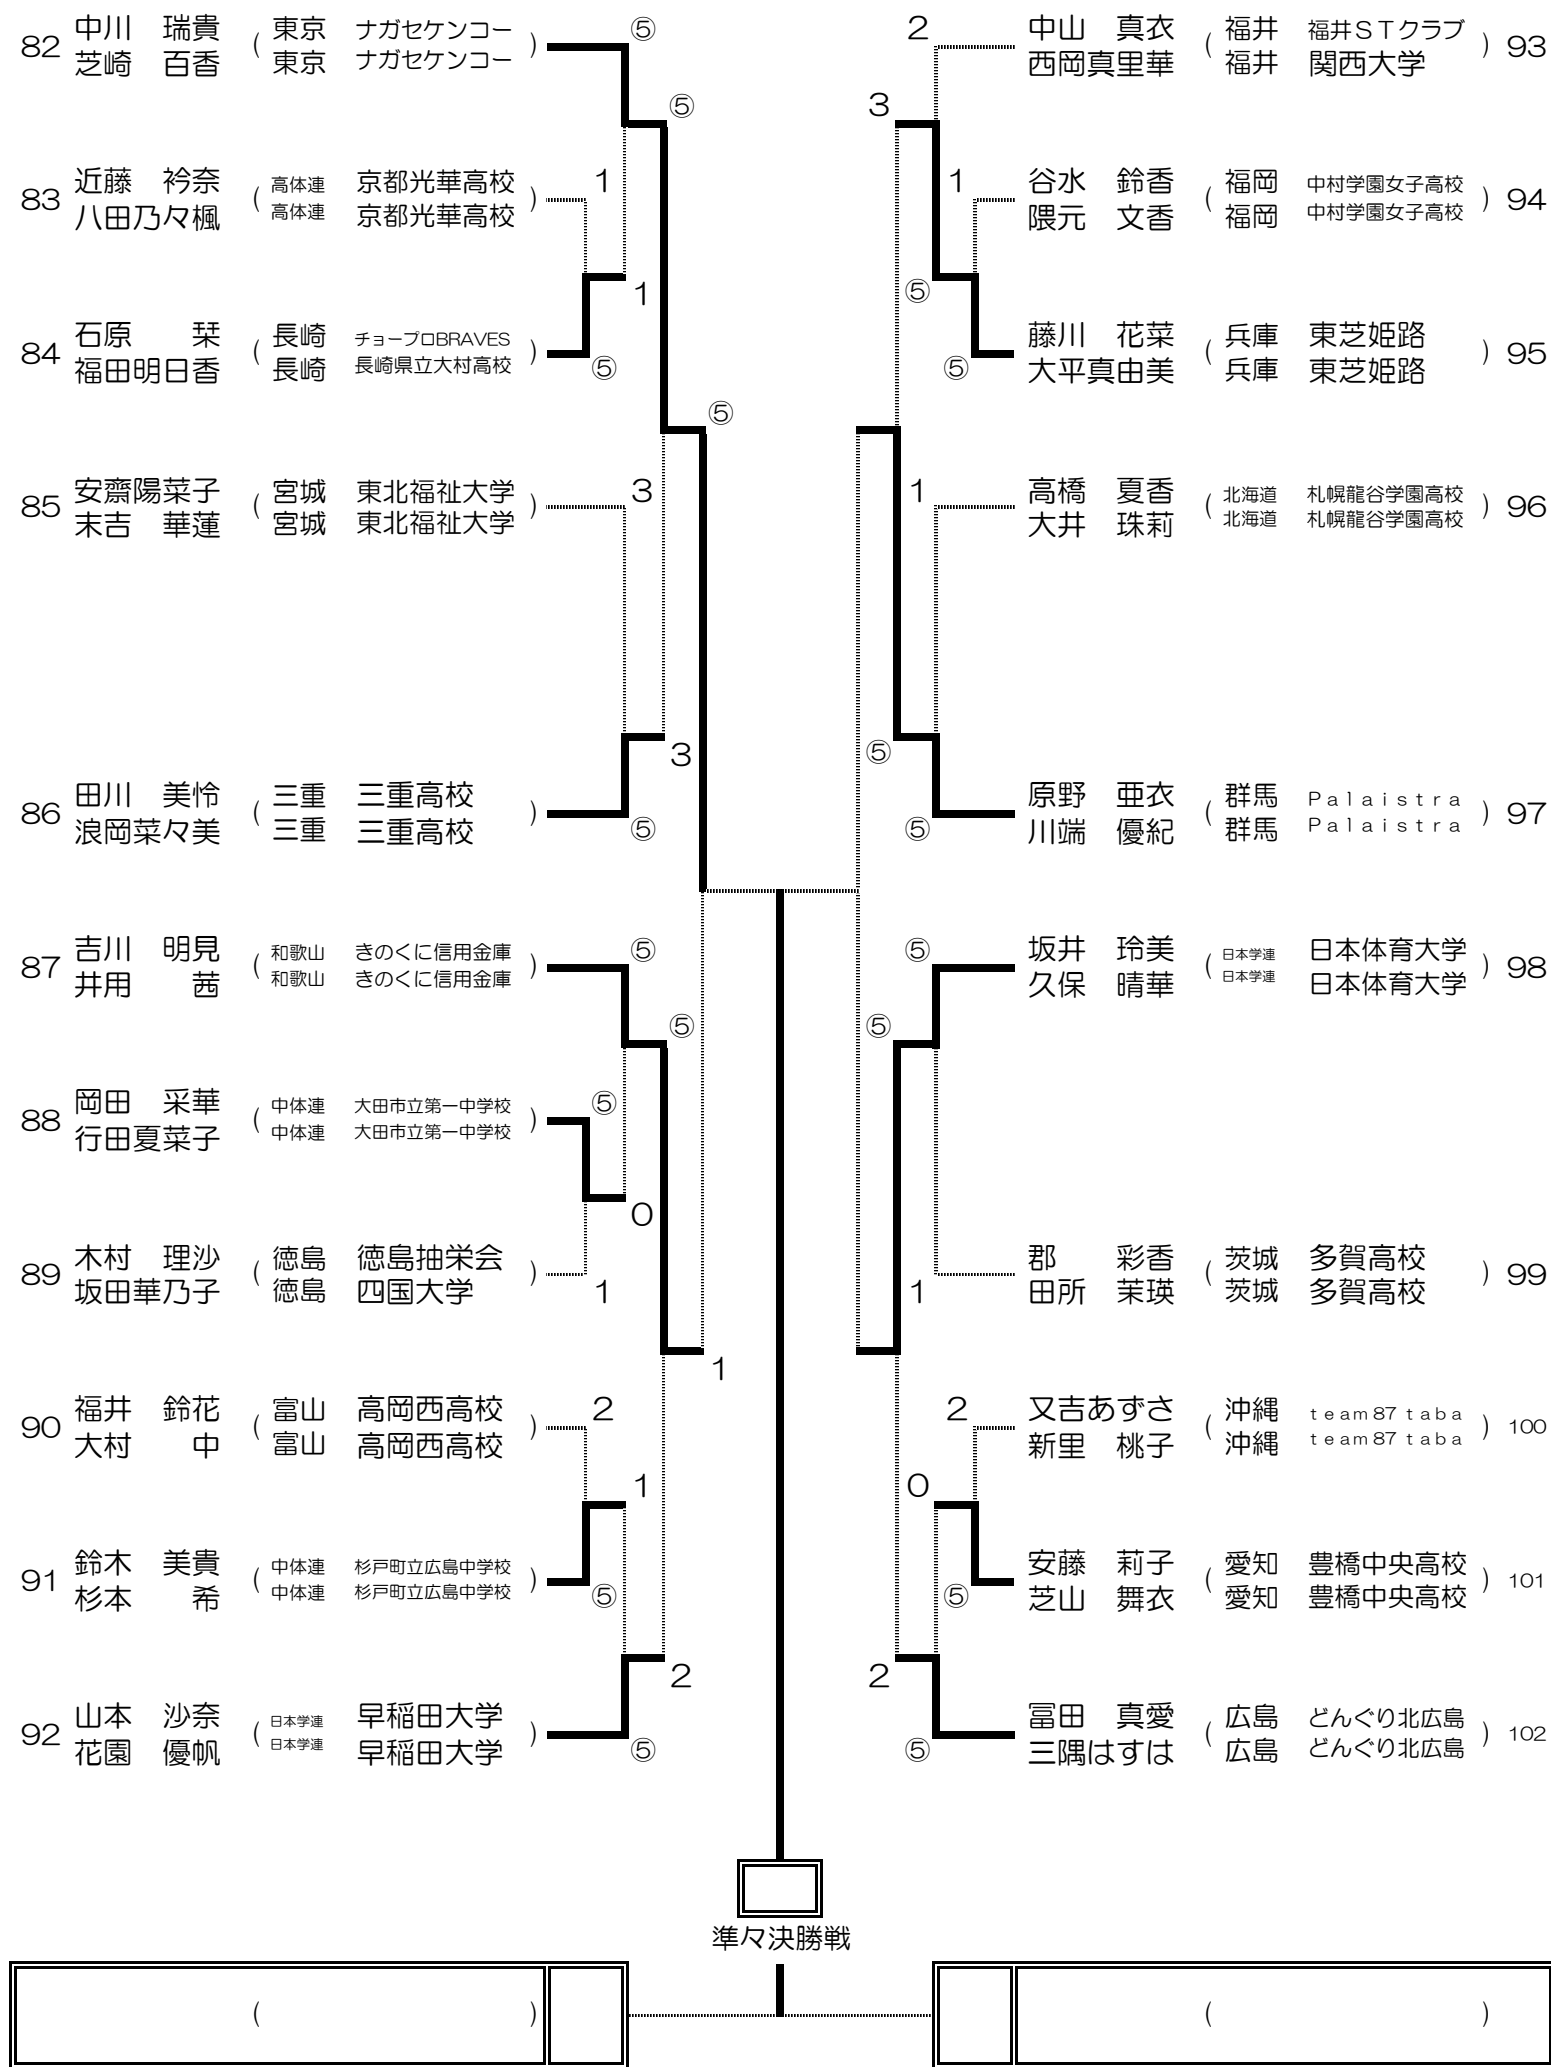 82 中川　瑞貴 ( 東京　ナガセケンコー )
芝崎　百香　東京　ナガセケンコー
⑤
⑤
83 近藤　衿奈 ( 高体連　京都光華高校 )
八田乃々楓　高体連　京都光華高校
1
1
84 石原　　栞 ( 長崎　チョープロBRAVES )
福田明日香　長崎　長崎県立大村高校
⑤
⑤
85 安齋陽菜子 ( 宮城　東北福祉大学 )
末吉　華蓮　宮城　東北福祉大学
3
3
86 田川　美怜 ( 三重　三重高校 )
浪岡菜々美　三重　三重高校
⑤
87 吉川　明見 ( 和歌山　きのくに信用金庫 )
井用　　茜　和歌山　きのくに信用金庫
⑤
⑤
88 岡田　采華 ( 中体連　大田市立第一中学校 )
行田夏菜子　中体連　大田市立第一中学校
⑤
0
89 木村　理沙 ( 徳島　徳島抽栄会 )
坂田華乃子　徳島　四国大学
1
1
90 福井　鈴花 ( 富山　高岡西高校 )
大村　　中　富山　高岡西高校
2
1
91 鈴木　美貴 ( 中体連　杉戸町立広島中学校 )
杉本　　希　中体連　杉戸町立広島中学校
⑤
2
92 山本　沙奈 ( 日本学連　早稲田大学 )
花園　優帆　日本学連　早稲田大学
⑤
2
中山　真衣 ( 福井　福井ＳＴクラブ ) 93
西岡真里華　福井　関西大学
3
1
谷水　鈴香 ( 福岡　中村学園女子高校 ) 94
隈元　文香　福岡　中村学園女子高校
⑤
藤川　花菜 ( 兵庫　東芝姫路 ) 95
大平真由美　兵庫　東芝姫路
⑤
1
高橋　夏香 ( 北海道　札幌龍谷学園高校 ) 96
大井　珠莉　北海道　札幌龍谷学園高校
⑤
原野　亜衣 ( 群馬　Ｐａｌａｉｓｔｒａ ) 97
川端　優紀　群馬　Ｐａｌａｉｓｔｒａ
⑤
⑤
坂井　玲美 ( 日本学連　日本体育大学 ) 98
久保　晴華　日本学連　日本体育大学
⑤
郡　　彩香 ( 茨城　多賀高校 ) 99
田所　茉瑛　茨城　多賀高校
1
2
又吉あずさ ( 沖縄　ｔｅａｍ87 ｔａｂａ ) 100
新里　桃子　沖縄　ｔｅａｍ87 ｔａｂａ
0
安藤　莉子 ( 愛知　豊橋中央高校 ) 101
芝山　舞衣　愛知　豊橋中央高校
⑤
2
冨田　真愛 ( 広島　どんぐり北広島 ) 102
三隅はすは　広島　どんぐり北広島
⑤
準々決勝戦
(　　)
(　　)